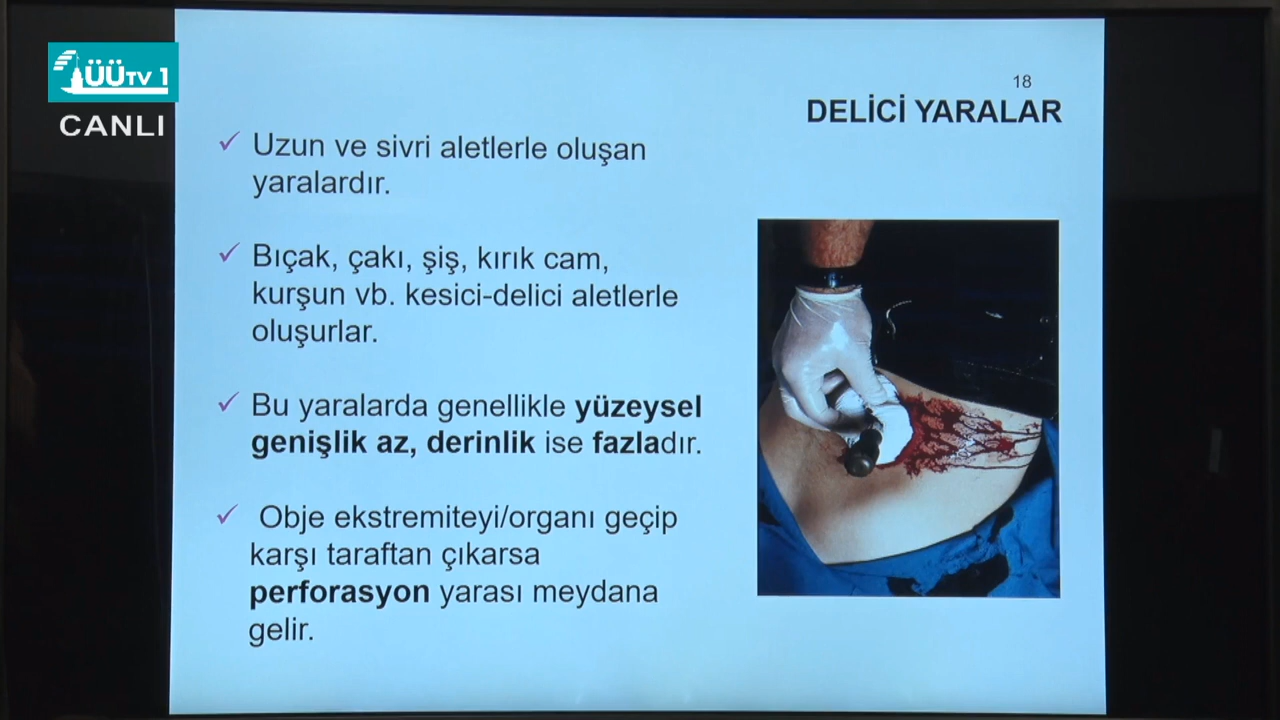 ÜÜTV 1
CANLI
18
DELİCİ YARALAR
Uzun ve sivri aletlerle oluşan
yaralardır.
Bıçak, çakı, şiş, kırık cam,
kurşun vb. kesici-delici aletlerle
oluşurlar.
Bu yaralarda genellikle yüzeysel
genişlik az, derinlik ise fazladır.
Obje ekstremiteyi/organı geçip
karşı taraftan çıkarsa
perforasyon yarası meydana
gelir.